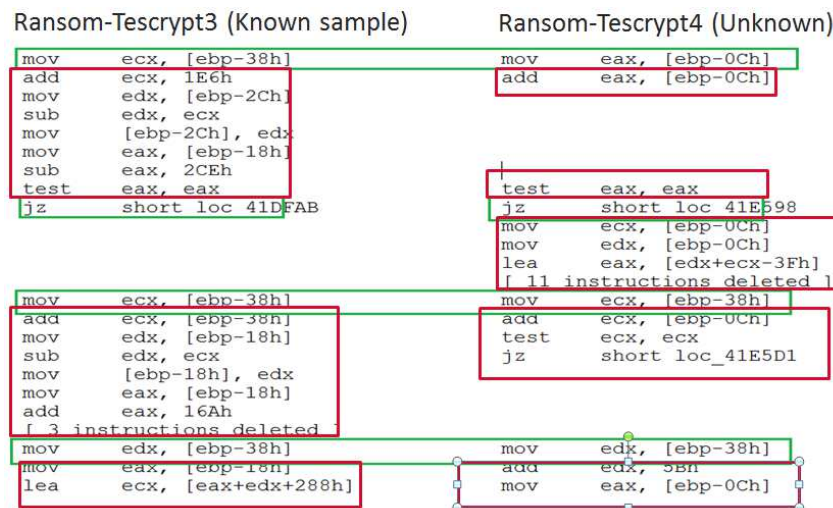 Ransom-Tescrypt3 (Known sample)
Ransom-Tescrypt4 (Unknown)
mov ecx, [ebp-38h]
add ecx, 1E6h
mov edx, [ebp-2Ch]
sub edx, ecx
mov [ebp-2Ch], edx
mov eax, [ebp-18h]
sub eax, 2CEh
test eax, eax
jz short loc_41DFAB
mov ecx, [ebp-38h]
add ecx, [ebp-38h]
mov edx, [ebp-18h]
sub edx, ecx
mov [ebp-18h], edx
mov eax, [ebp-18h]
add eax, 16Ah
[ 3 instructions deleted ]
mov edx, [ebp-38h]
mov eax, [ebp-18h]
lea ecx, [eax+edx+288h]
mov eax, [ebp-0Ch]
add eax, [ebp-0Ch]
test eax, eax
jz short loc_41E598
mov ecx, [ebp-0Ch]
mov edx, [ebp-0Ch]
lea eax, [edx+ecx-3Fh]
[ 11 instructions deleted ]
mov ecx, [ebp-38h]
add ecx, [ebp-0Ch]
test ecx, ecx
jz short loc_41E5D1
mov edx, [ebp-38h]
add edx, 5Bh
mov eax, [ebp-0Ch]